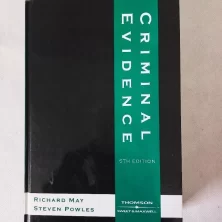 CRIMINAL
EVIDENCE
5TH EDITION
RICHARD MAY
STEVEN POWLES
THOMSON
SWEET & MAXWELL